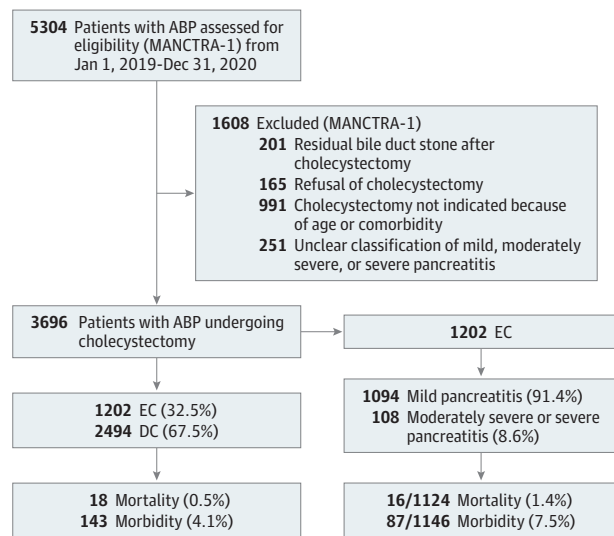 5304 Patients with ABP assessed for
eligibility (MANCTRA-1) from
Jan 1, 2019-Dec 31, 2020
1608 Excluded (MANCTRA-1)
201 Residual bile duct stone after
cholecystectomy
165 Refusal of cholecystectomy
991 Cholecystectomy not indicated because
of age or comorbidity
251 Unclear classification of mild, moderately
severe, or severe pancreatitis
3696 Patients with ABP undergoing
cholecystectomy
1202 EC
1202 EC (32.5%)
2494 DC (67.5%)
1094 Mild pancreatitis (91.4%)
108 Moderately severe or severe
pancreatitis (8.6%)
18 Mortality (0.5%)
143 Morbidity (4.1%)
16/1124 Mortality (1.4%)
87/1146 Morbidity (7.5%)